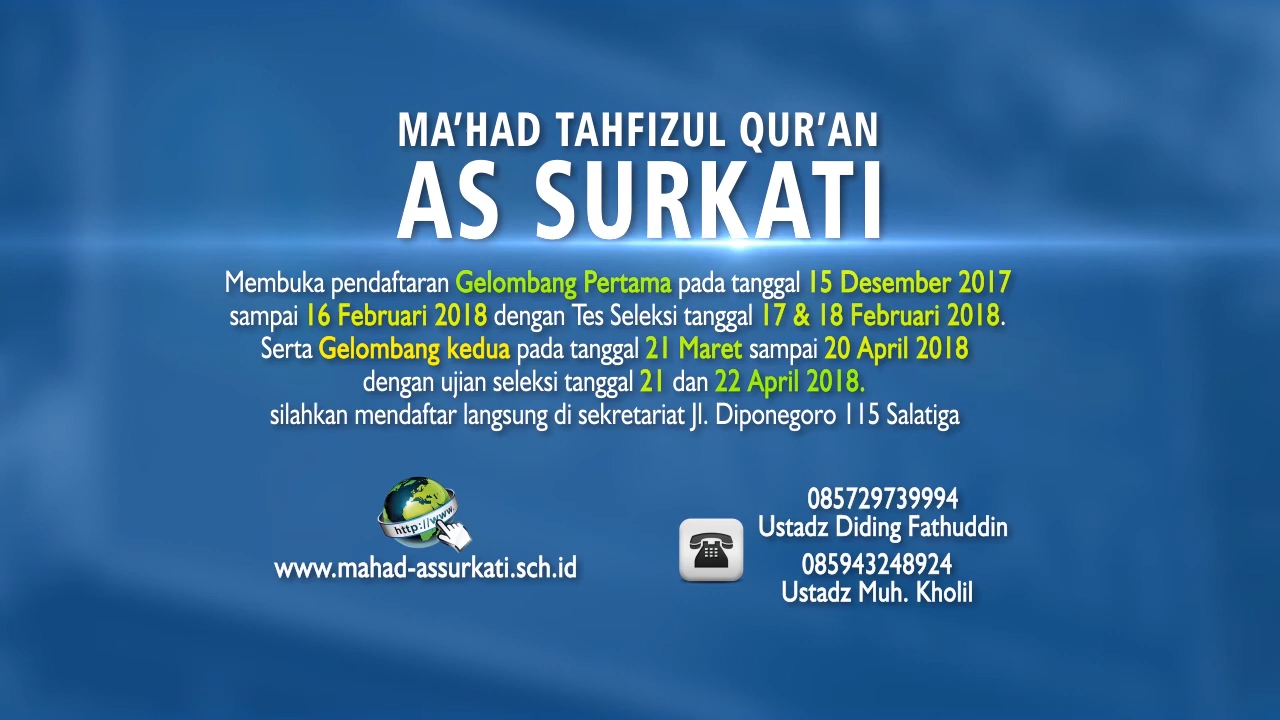 MA'HAD TAHFIZUL QUR'AN
AS SURKATI
Membuka pendaftaran Gelombang Pertama pada tanggal 15 Desember 2017
sampai 16 Februari 2018 dengan Tes Seleksi tanggal 17 & 18 Februari 2018.
Serta Gelombang kedua pada tanggal 21 Maret sampai 20 April 2018
dengan ujian seleksi tanggal 21 dan 22 April 2018.
silahkan mendaftar langsung di sekretariat Jl. Diponegoro 115 Salatiga
http://www.
www.mahad-assurkati.sch.id
085729739994
Ustadz Diding Fathuddin
085943248924
Ustadz Muh. Kholil